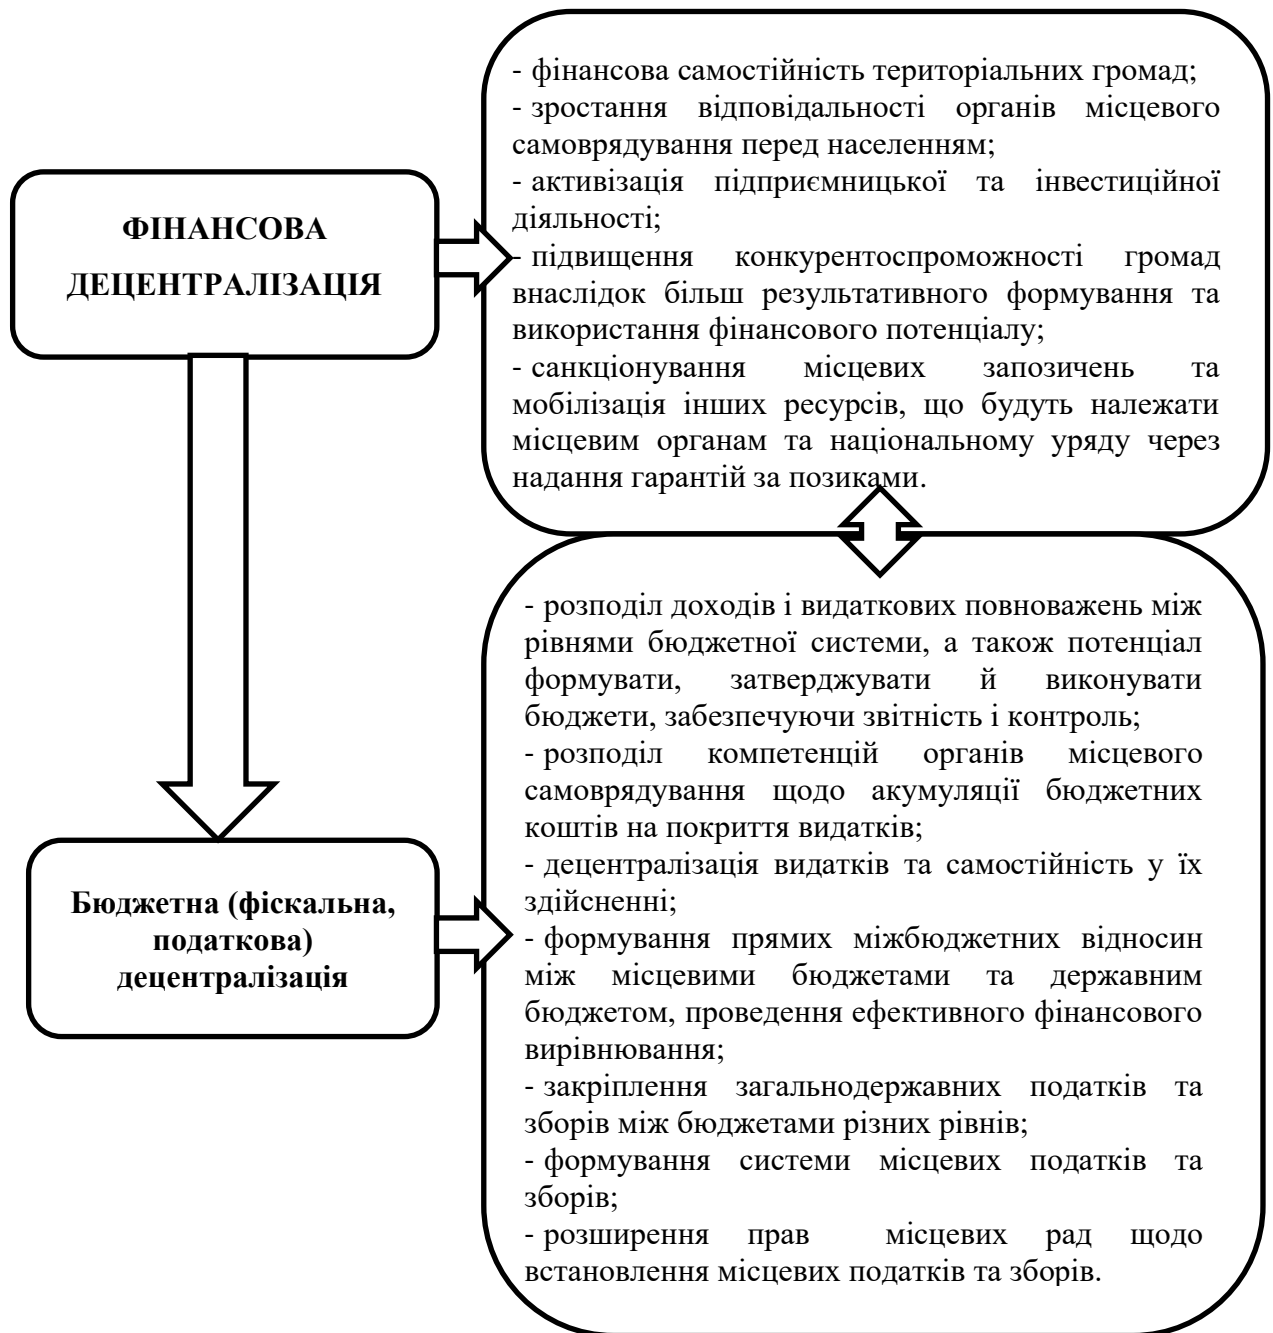 ФІНАНСОВА
ДЕЦЕНТРАЛІЗАЦІЯ
- фінансова самостійність територіальних громад;
- зростання відповідальності органів місцевого
самоврядування перед населенням;
- активізація підприємницької та інвестиційної
діяльності;
- підвищення конкурентоспроможності громад
внаслідок більш результативного формування та
використання фінансового потенціалу;
- санкціонування місцевих запозичень та
мобілізація інших ресурсів, що будуть належати
місцевим органам та національному уряду через
надання гарантій за позиками.
Бюджетна (фіскальна,
податкова)
децентралізація
- розподіл доходів і видаткових повноважень між
рівнями бюджетної системи, а також потенціал
формувати, затверджувати й виконувати
бюджети, забезпечуючи звітність і контроль;
- розподіл компетенцій органів місцевого
самоврядування щодо акумуляції бюджетних
коштів на покриття видатків;
- децентралізація видатків та самостійність у їх
здійсненні;
- формування прямих міжбюджетних відносин
між місцевими бюджетами та державним
бюджетом, проведення ефективного фінансового
вирівнювання;
- закріплення загальнодержавних податків та
зборів між бюджетами різних рівнів;
- формування системи місцевих податків та
зборів;
- розширення прав місцевих рад щодо
встановлення місцевих податків та зборів.